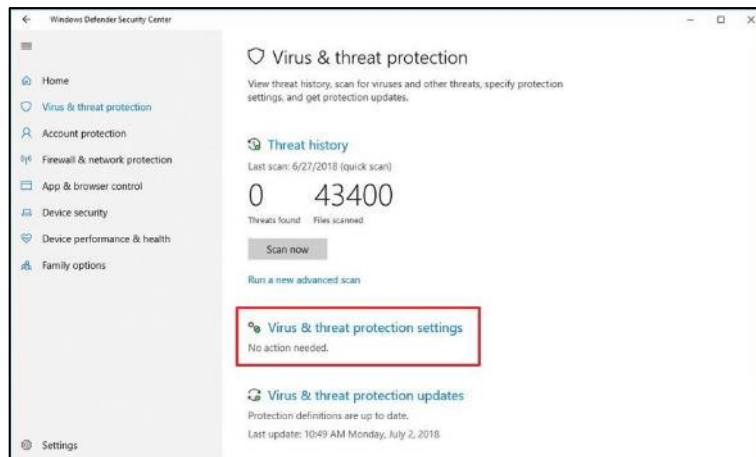 Windows Defender Security Center
Home
Virus & threat protection
Account protection
Firewall & network protection
App & browser control
Device security
Device performance & health
Family options
Settings
Virus & threat protection
View threat history, scan for viruses and other threats, specify protection
settings, and get protection updates.
Threat history
Last scan: 6/27/2018 (quick scan)
0 43400
Threats found Files scanned
Scan now
Run a new advanced scan
Virus & threat protection settings
No action needed.
Virus & threat protection updates
Protection definitions are up to date.
Last update: 10:49 AM Monday, July 2, 2018